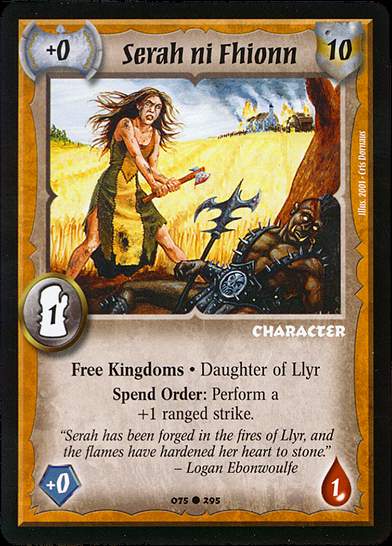 +0
Serah ni Fhionn
10
Illus. 2001 • Cris Dornaus
1
CHARACTER
Free Kingdoms • Daughter of Llyr
Spend Order: Perform a
+1 ranged strike.
“Serah has been forged in the fires of Llyr, and
the flames have hardened her heart to stone.”
– Logan Ebonwoulfe
+0
075 ● 295
1